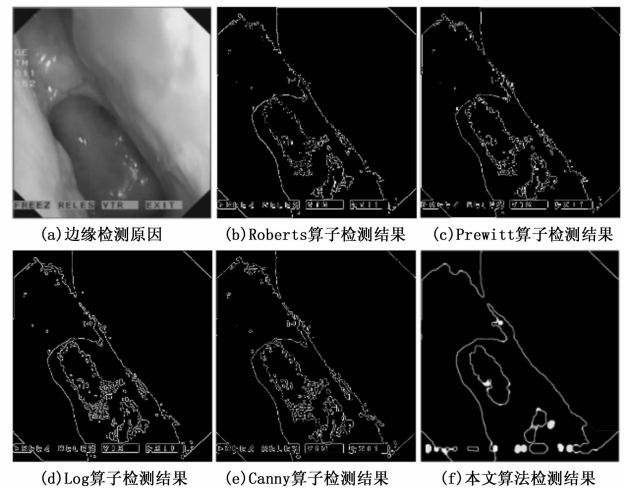 GE
TM
011
FREEZ RELES VTR EXIT
(a)边缘检测原因
(b)Roberts算子检测结果
(c)Prewitt算子检测结果
(d)Log算子检测结果
(e)Canny算子检测结果
(f)本文算法检测结果